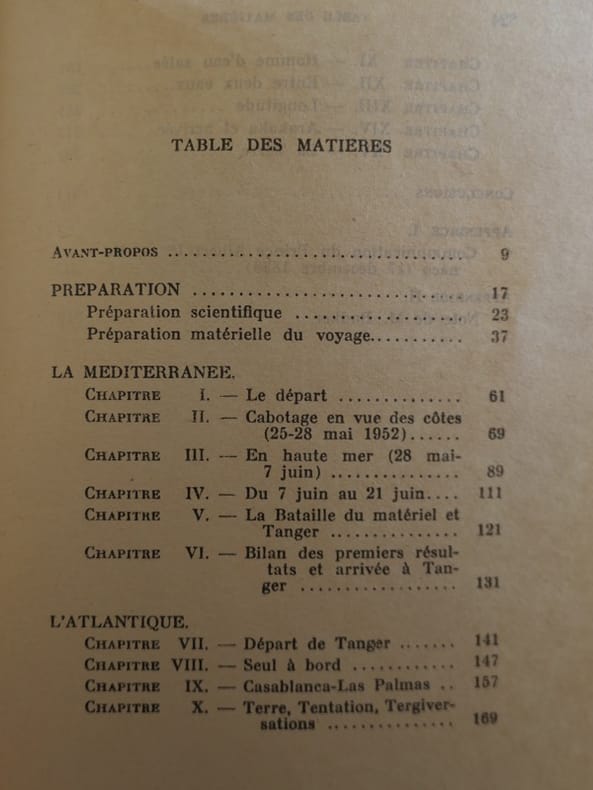 TABLE DES MATIERES
AVANT-PROPOS .................................... 9
PREPARATION .............................. 17
Préparation scientifique .................. 23
Préparation matérielle du voyage........... 37
LA MEDITERRANEE.
CHAPITRE I. — Le départ .............. 61
CHAPITRE II. — Cabotage en vue des côtes
(25-28 mai 1952)...... 69
CHAPITRE III. — En haute mer (28 mai-
7 juin) ............... 89
CHAPITRE IV. — Du 7 juin au 21 juin.... 111
CHAPITRE V. — La Bataille du matériel et
Tanger ............... 121
CHAPITRE VI. — Bilan des premiers résul-
tats et arrivée à Tan-
ger .................. 131
L'ATLANTIQUE.
CHAPITRE VII. — Départ de Tanger ....... 141
CHAPITRE VIII. — Seul à bord ............ 147
CHAPITRE IX. — Casablanca-Las Palmas .. 157
CHAPITRE X. — Terre, Tentation, Tergiver-
sations ............... 169